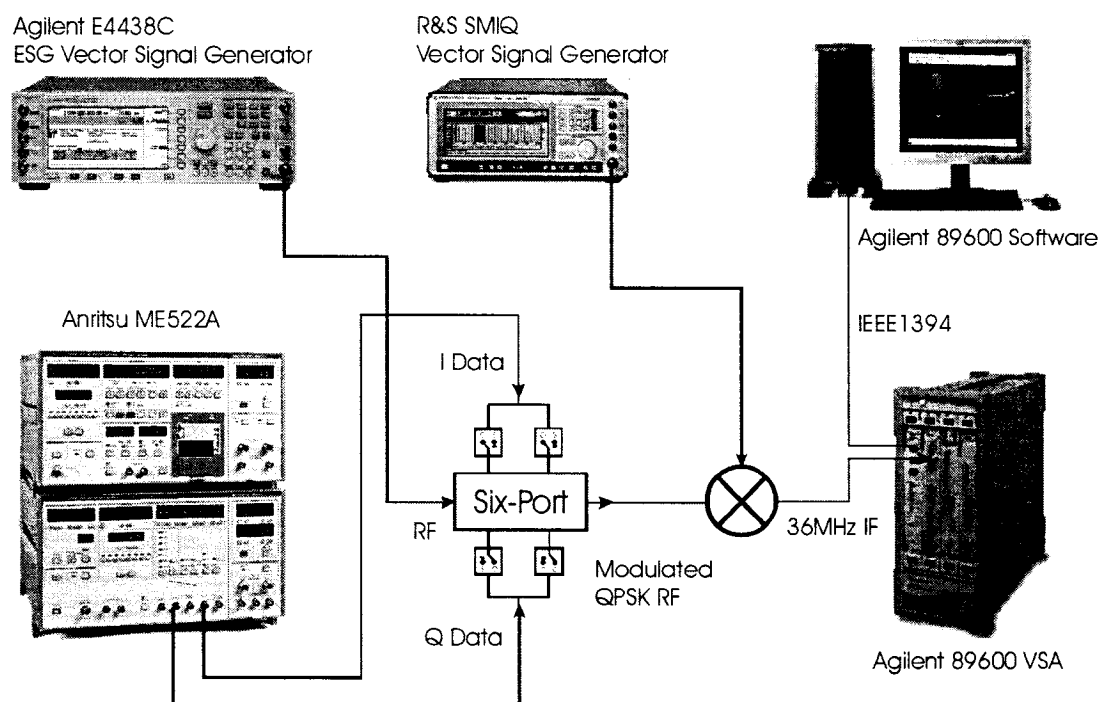 Agilent E4438C
ESG Vector Signal Generator
R&S SMIQ
Vector Signal Generator
Agilent 89600 Software
Anritsu ME522A
IEEE1394
I Data
Six-Port
RF
36MHz IF
Modulated
QPSK RF
Q Data
Agilent 89600 VSA